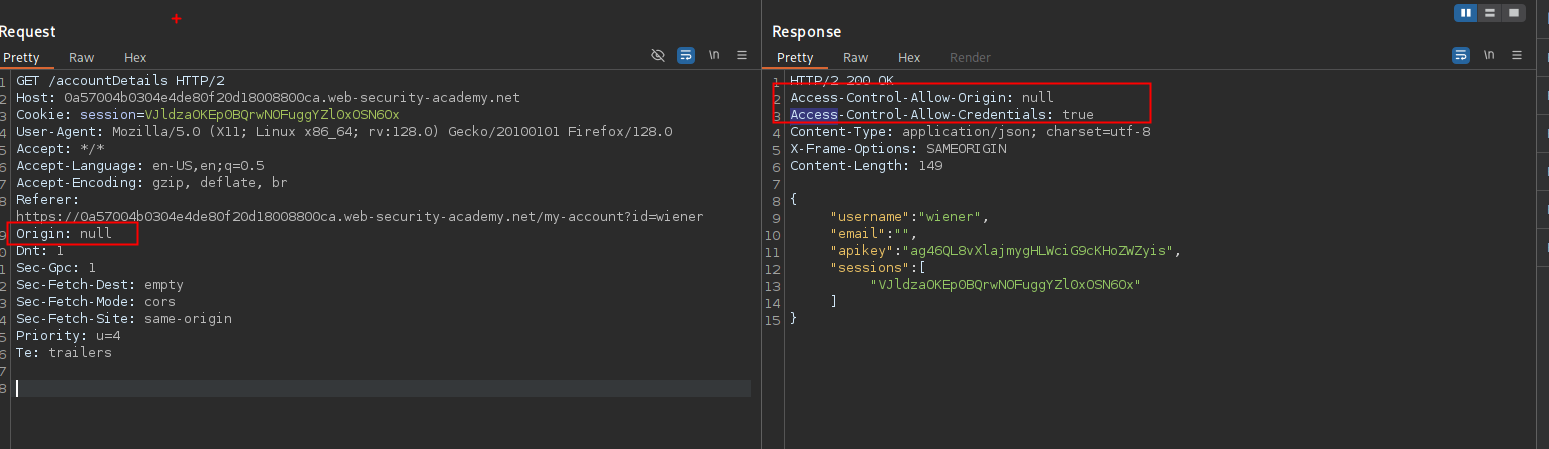 Request
Pretty Raw Hex
\n
1 GET /accountDetails HTTP/2
2 Host: 0a57004b0304e4de80f20d18008800ca.web-security-academy.net
3 Cookie: session=VJldzaOKEpOBQrwNOFuggYZlOxOSN6Ox
4 User-Agent: Mozilla/5.0 (X11; Linux x86_64; rv:128.0) Gecko/20100101 Firefox/128.0
5 Accept: */*
6 Accept-Language: en-US,en;q=0.5
7 Accept-Encoding: gzip, deflate, br
8 Referer:
https://0a57004b0304e4de80f20d18008800ca.web-security-academy.net/my-account?id=wiener
9 Origin: null
0 Dnt: 1
1 Sec-Gpc: 1
2 Sec-Fetch-Dest: empty
3 Sec-Fetch-Mode: cors
4 Sec-Fetch-Site: same-origin
5 Priority: u=4
6 Te: trailers
7
8
Response
Pretty Raw Hex Render
\n
1 HTTP/2 200 OK
2 Access-Control-Allow-Origin: null
3 Access-Control-Allow-Credentials: true
4 Content-Type: application/json; charset=utf-8
5 X-Frame-Options: SAMEORIGIN
6 Content-Length: 149
7
8 {
9 "username":"wiener",
10 "email":"",
11 "apikey":"ag46QL8vXlajmygHLWciG9cKHoZWZyis",
12 "sessions":[
13 "VJldzaOKEpOBQrwNOFuggYZlOxOSN6Ox"
14 ]
15 }